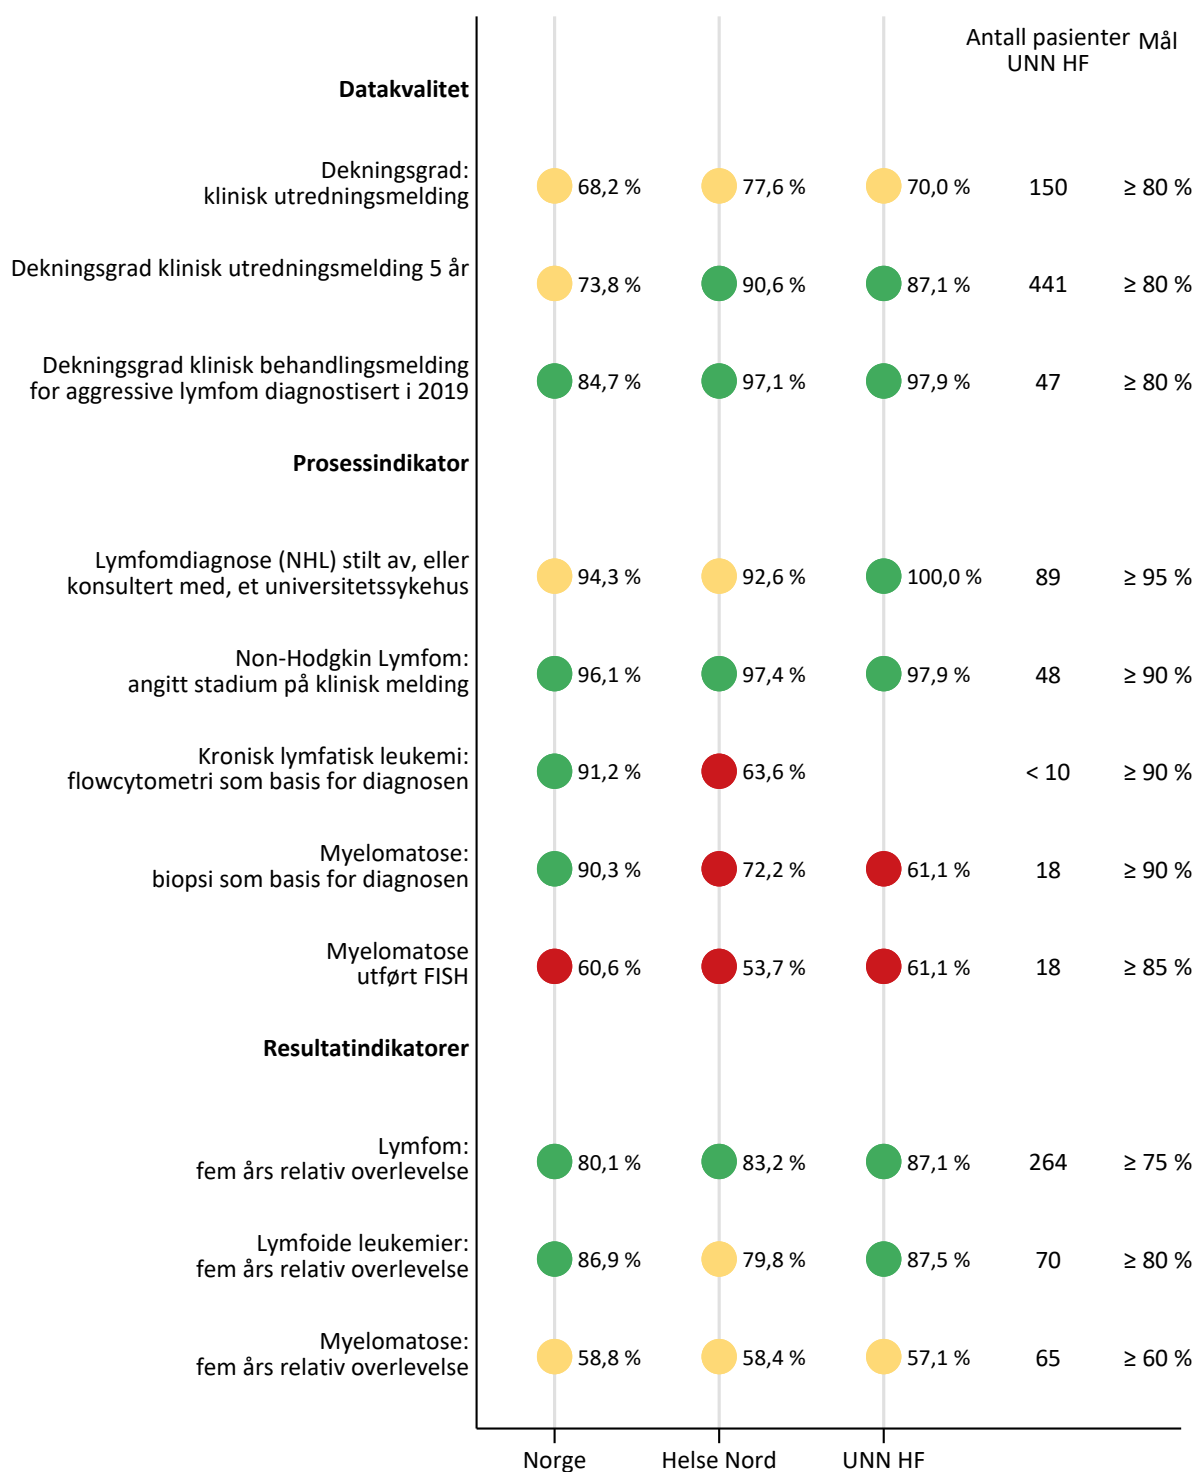 Antall pasienter Mål
UNN HF
Datakvalitet
Dekningsgrad:
klinisk utredningsmelding
68,2 % 77,6 % 70,0 % 150 ≥ 80 %
Dekningsgrad klinisk utredningsmelding 5 år
73,8 % 90,6 % 87,1 % 441 ≥ 80 %
Dekningsgrad klinisk behandlingsmelding
for aggressive lymfom diagnostisert i 2019
84,7 % 97,1 % 97,9 % 47 ≥ 80 %
Prosessindikator
Lymfomdiagnose (NHL) stilt av, eller
konsultert med, et universitetssykehus
94,3 % 92,6 % 100,0 % 89 ≥ 95 %
Non-Hodgkin Lymfom:
angitt stadium på klinisk melding
96,1 % 97,4 % 97,9 % 48 ≥ 90 %
Kronisk lymfatisk leukemi:
flowcytometri som basis for diagnosen
91,2 % 63,6 % < 10 ≥ 90 %
Myelomatose:
biopsi som basis for diagnosen
90,3 % 72,2 % 61,1 % 18 ≥ 90 %
Myelomatose
utført FISH
60,6 % 53,7 % 61,1 % 18 ≥ 85 %
Resultatindikatorer
Lymfom:
fem års relativ overlevelse
80,1 % 83,2 % 87,1 % 264 ≥ 75 %
Lymfoide leukemier:
fem års relativ overlevelse
86,9 % 79,8 % 87,5 % 70 ≥ 80 %
Myelomatose:
fem års relativ overlevelse
58,8 % 58,4 % 57,1 % 65 ≥ 60 %
Norge Helse Nord UNN HF